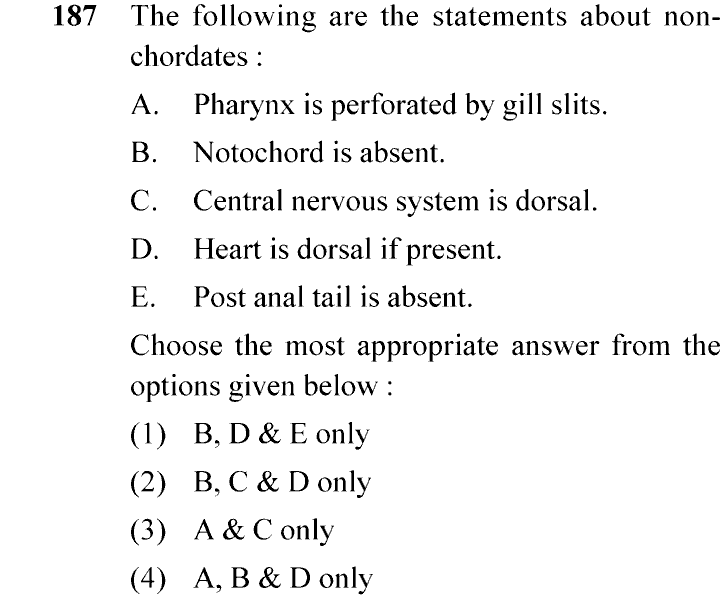 187 The following are the statements about non-
chordates :
A. Pharynx is perforated by gill slits.
B. Notochord is absent.
C. Central nervous system is dorsal.
D. Heart is dorsal if present.
E. Post anal tail is absent.
Choose the most appropriate answer from the
options given below :
(1) B, D & E only
(2) B, C & D only
(3) A & C only
(4) A, B & D only